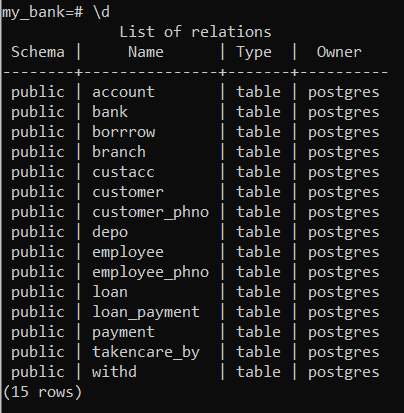 my_bank=# \d
List of relations
Schema | Name | Type | Owner
--------+---------------+-------+----------
public | account | table | postgres
public | bank | table | postgres
public | borrrow | table | postgres
public | branch | table | postgres
public | custacc | table | postgres
public | customer | table | postgres
public | customer_phno | table | postgres
public | depo | table | postgres
public | employee | table | postgres
public | employee_phno | table | postgres
public | loan | table | postgres
public | loan_payment | table | postgres
public | payment | table | postgres
public | takencare_by | table | postgres
public | withd | table | postgres
(15 rows)